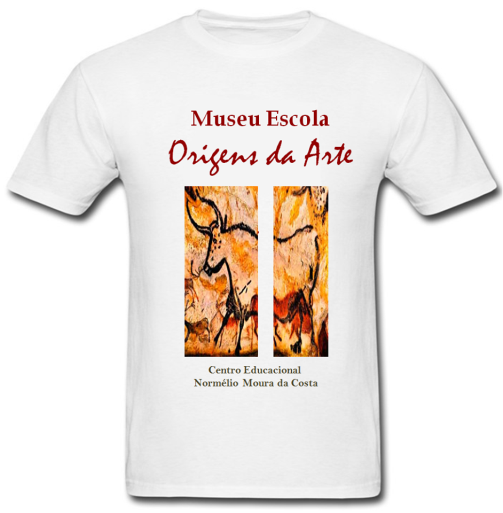 Museu Escola
Origens da Arte
Centro Educacional
Normélio Moura da Costa